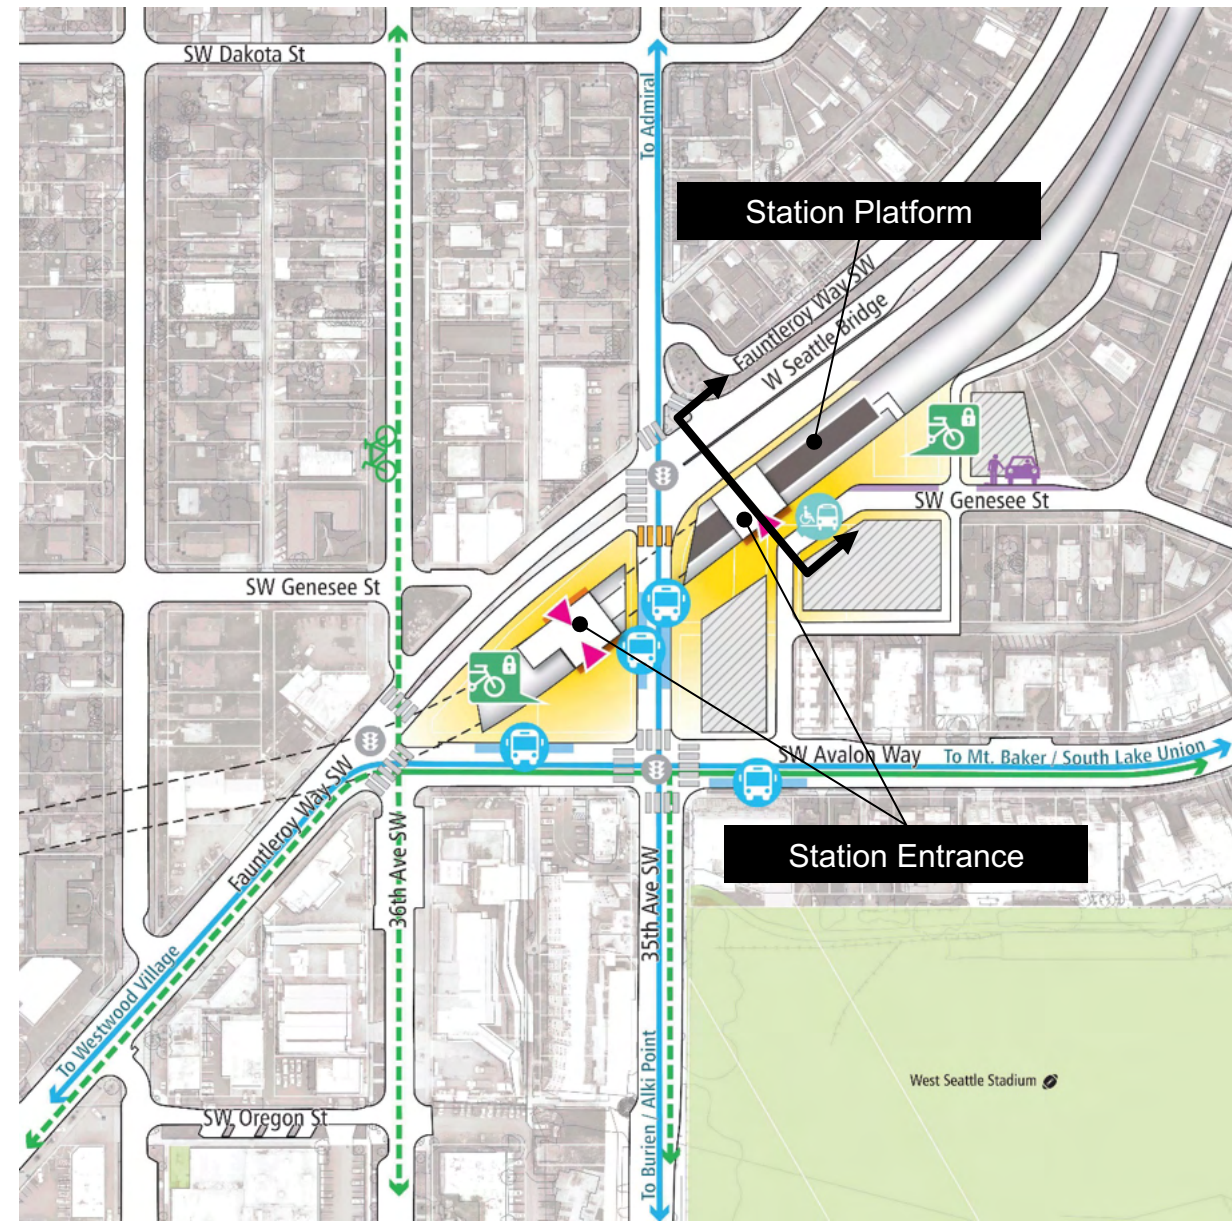 SW Dakota St
To Admiral
Station Platform
Fauntleroy Way SW
W Seattle Bridge
SW Genesee St
SW Genesee St
SW Avalon Way
To Mt. Baker / South Lake Union
Fauntleroy Way SW
36th Ave SW
35th Ave SW
Station Entrance
To Westwood Village
To Burien / Alki Point
West Seattle Stadium
SW Oregon St